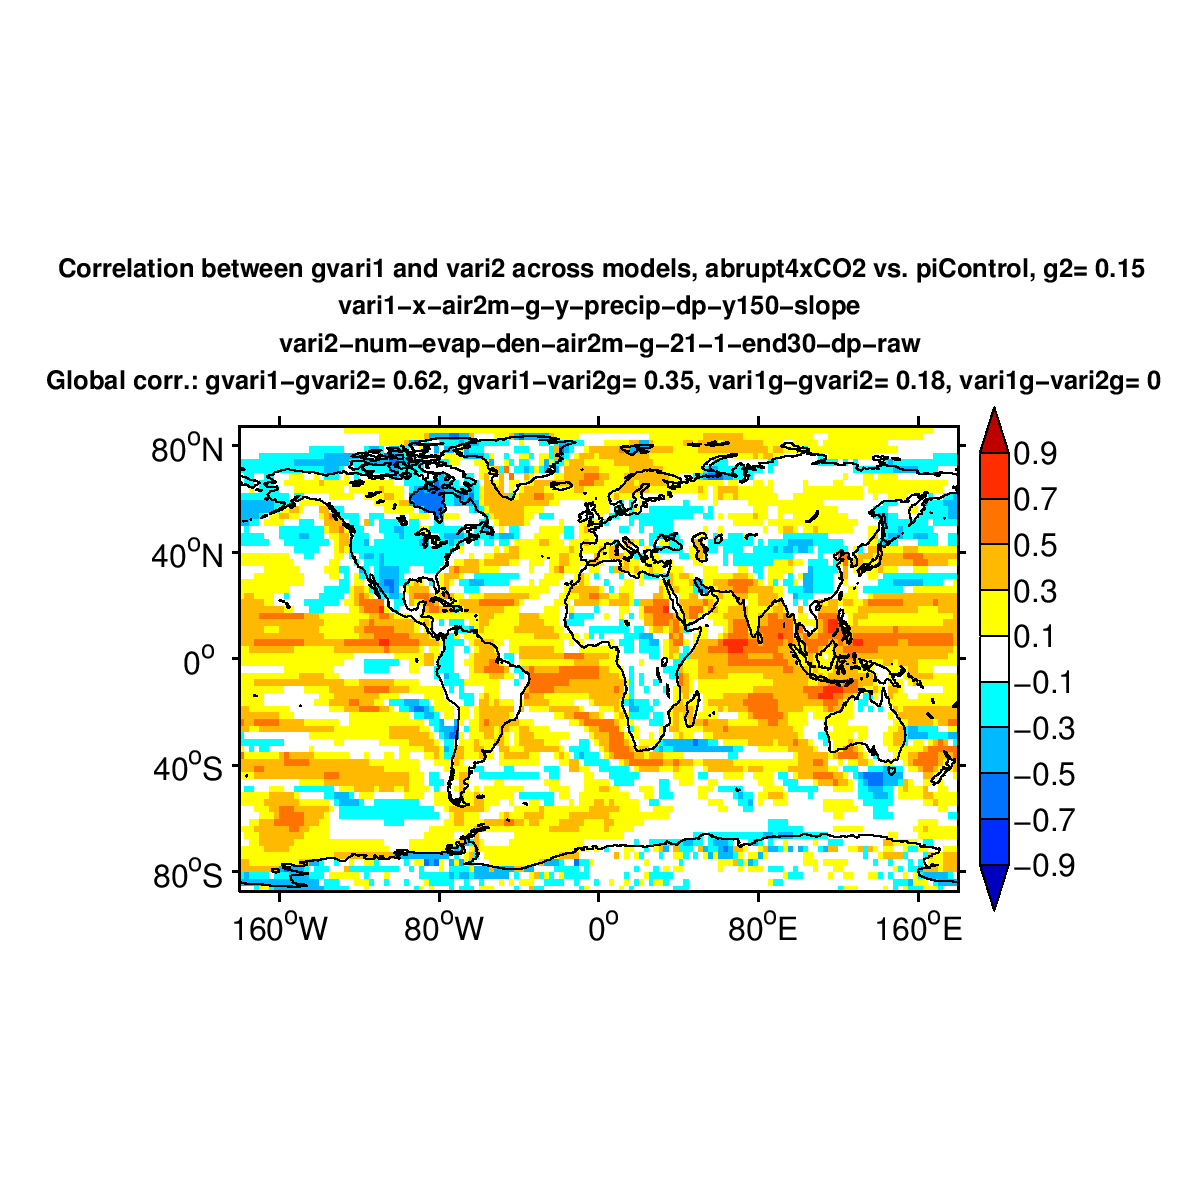 Correlation between gvari1 and vari2 across models, abrupt4xCO2 vs. piControl, g2= 0.15
vari1−x−air2m−g−y−precip−dp−y150−slope
vari2−num−evap−den−air2m−g−21−1−end30−dp−raw
Global corr.: gvari1−gvari2= 0.62, gvari1−vari2g= 0.35, vari1g−gvari2= 0.18, vari1g−vari2g= 0
80°N
40°N
0°
40°S
80°S
160°W 80°W 0° 80°E 160°E
0.9
0.7
0.5
0.3
0.1
−0.1
−0.3
−0.5
−0.7
−0.9